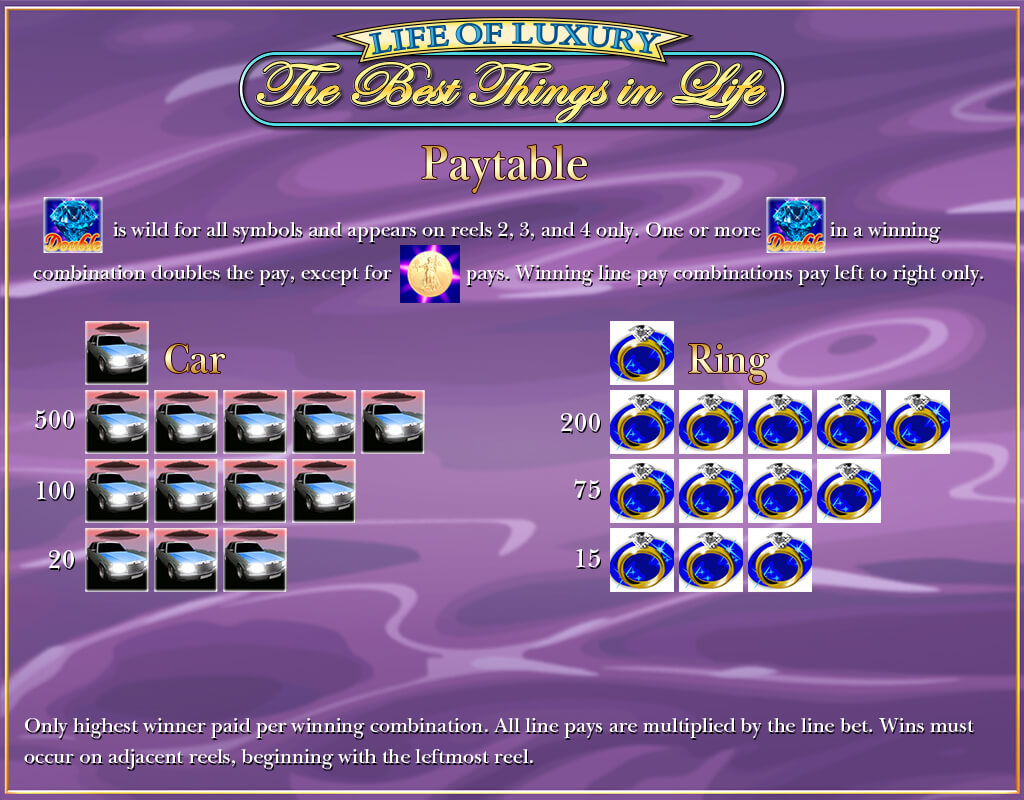 LIFE OF LUXURY
The Best Things in Life
Paytable
Double is wild for all symbols and appears on reels 2, 3, and 4 only. One or more Double in a winning
combination doubles the pay, except for pays. Winning line pay combinations pay left to right only.
Car
Ring
500
200
100
75
20
15
Only highest winner paid per winning combination. All line pays are multiplied by the line bet. Wins must
occur on adjacent reels, beginning with the leftmost reel.